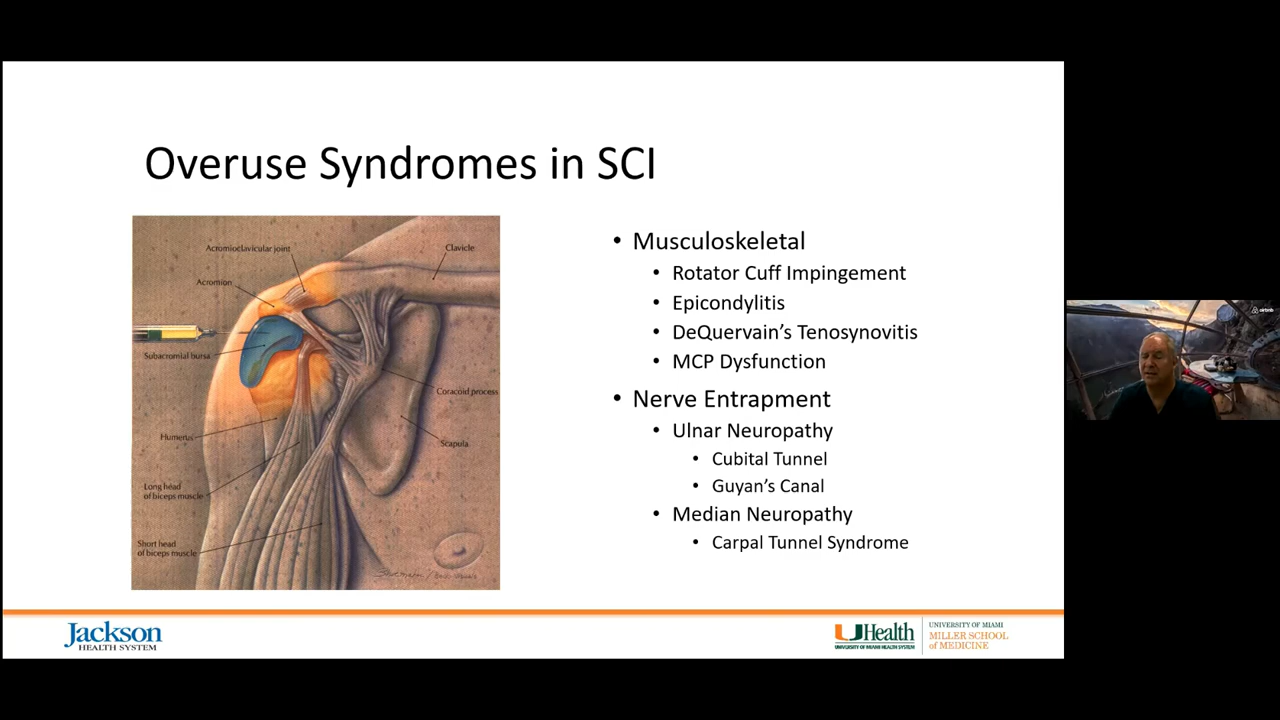 Overuse Syndromes in SCI
Acromioclavicular joint
Clavicle
Acromion
Subacromial bursa
Coracoid process
Humerus
Scapula
Long head
of biceps muscle
Short head
of biceps muscle
• Musculoskeletal
• Rotator Cuff Impingement
• Epicondylitis
• DeQuervain's Tenosynovitis
• MCP Dysfunction
• Nerve Entrapment
• Ulnar Neuropathy
• Cubital Tunnel
• Guyan's Canal
• Median Neuropathy
• Carpal Tunnel Syndrome
airbnb
Jackson
HEALTH SYSTEM
UHealth
UNIVERSITY OF MIAMI HEALTH SYSTEM
UNIVERSITY OF MIAMI
MILLER SCHOOL
of MEDICINE